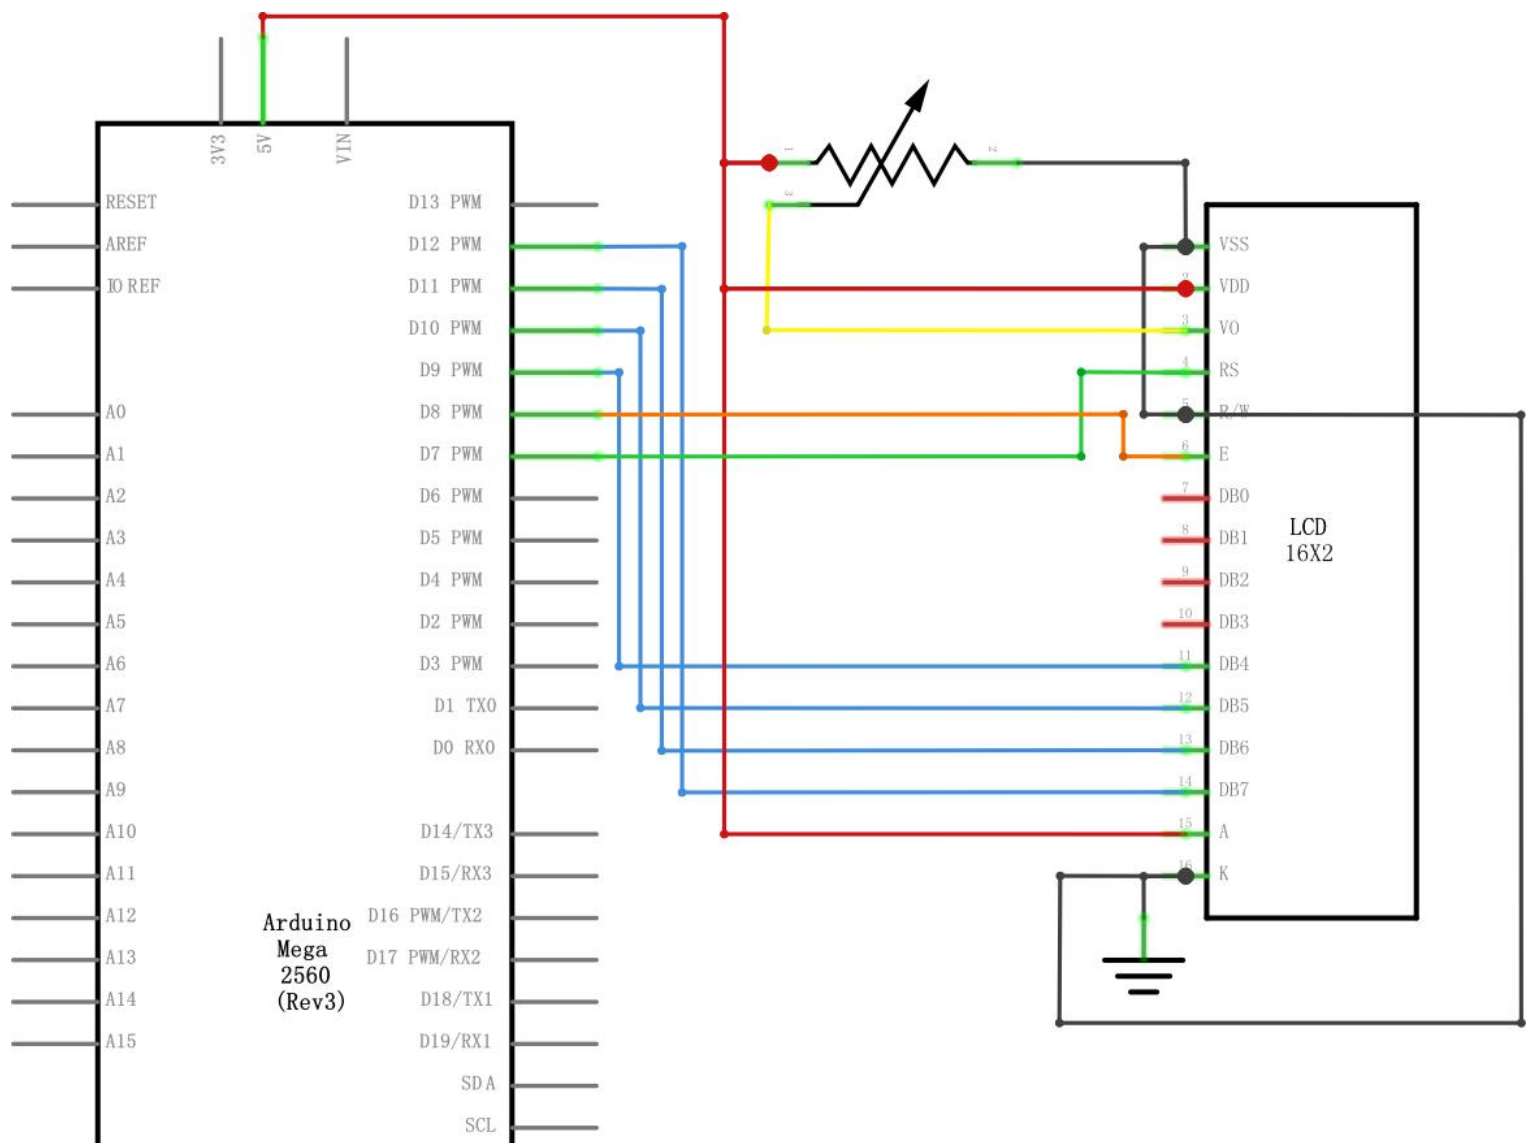 3V3
5V
VIN
RESET
AREF
IO REF
A0
A1
A2
A3
A4
A5
A6
A7
A8
A9
A10
A11
A12
A13
A14
A15
D13 PWM
D12 PWM
D11 PWM
D10 PWM
D9 PWM
D8 PWM
D7 PWM
D6 PWM
D5 PWM
D4 PWM
D2 PWM
D3 PWM
D1 TX0
D0 RX0
D14/TX3
D15/RX3
D16 PWM/TX2
D17 PWM/RX2
D18/TX1
D19/RX1
SDA
SCL
Arduino
Mega
2560
(Rev3)
1
2
3
VSS
2 VDD
3 VO
4 RS
5 R/W
6 E
7 DB0
8 DB1
9 DB2
10 DB3
11 DB4
12 DB5
13 DB6
14 DB7
15 A
16 K
LCD
16X2